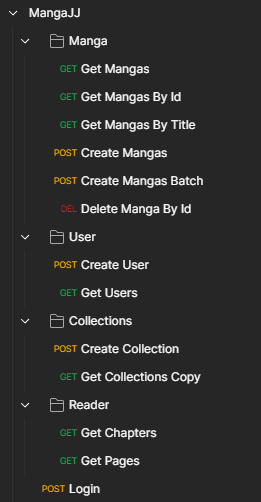 MangaJJ
Manga
GET Get Mangas
GET Get Mangas By Id
GET Get Mangas By Title
POST Create Mangas
POST Create Mangas Batch
DEL Delete Manga By Id
User
POST Create User
GET Get Users
Collections
POST Create Collection
GET Get Collections Copy
Reader
GET Get Chapters
GET Get Pages
POST Login